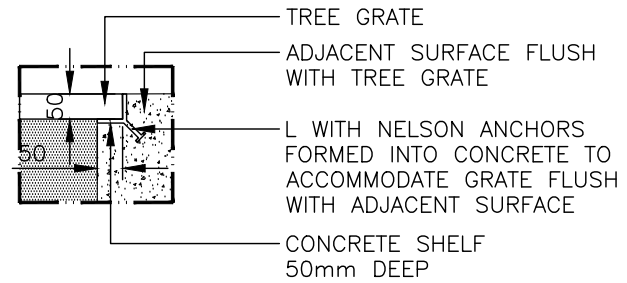 TREE GRATE
ADJACENT SURFACE FLUSH
WITH TREE GRATE
50
50
L WITH NELSON ANCHORS
FORMED INTO CONCRETE TO
ACCOMMODATE GRATE FLUSH
WITH ADJACENT SURFACE
CONCRETE SHELF
50mm DEEP